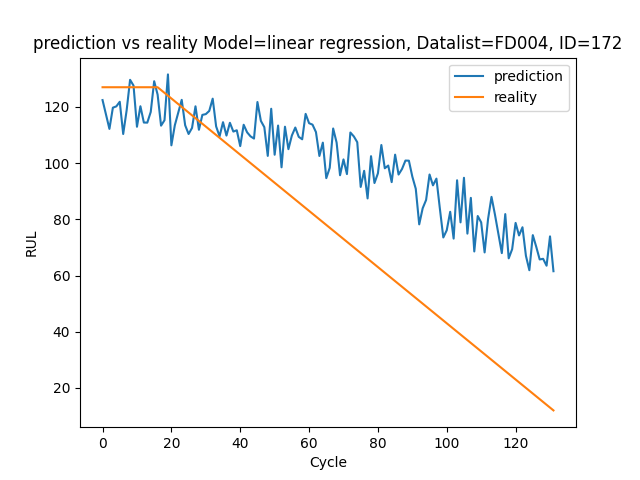 prediction vs reality Model=linear regression, Datalist=FD004, ID=172
prediction
reality
RUL
120
100
80
60
40
20
0 20 40 60 80 100 120
Cycle